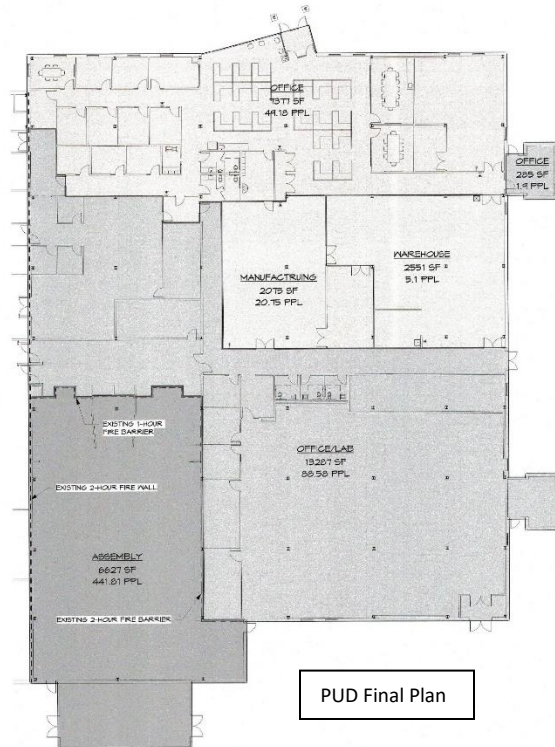 OFFICE
7377 SF
49.18 PPL
OFFICE
285 SF
1.9 PPL
WAREHOUSE
2551 SF
5.1 PPL
MANUFACTRUING
2075 SF
20.75 PPL
EXISTING 1-HOUR
FIRE BARRIER
OFFICE/LAB
13287 SF
88.58 PPL
EXISTING 2-HOUR FIRE WALL
ASSEMBLY
6627 SF
441.81 PPL
EXISTING 2-HOUR FIRE BARRIER
PUD Final Plan